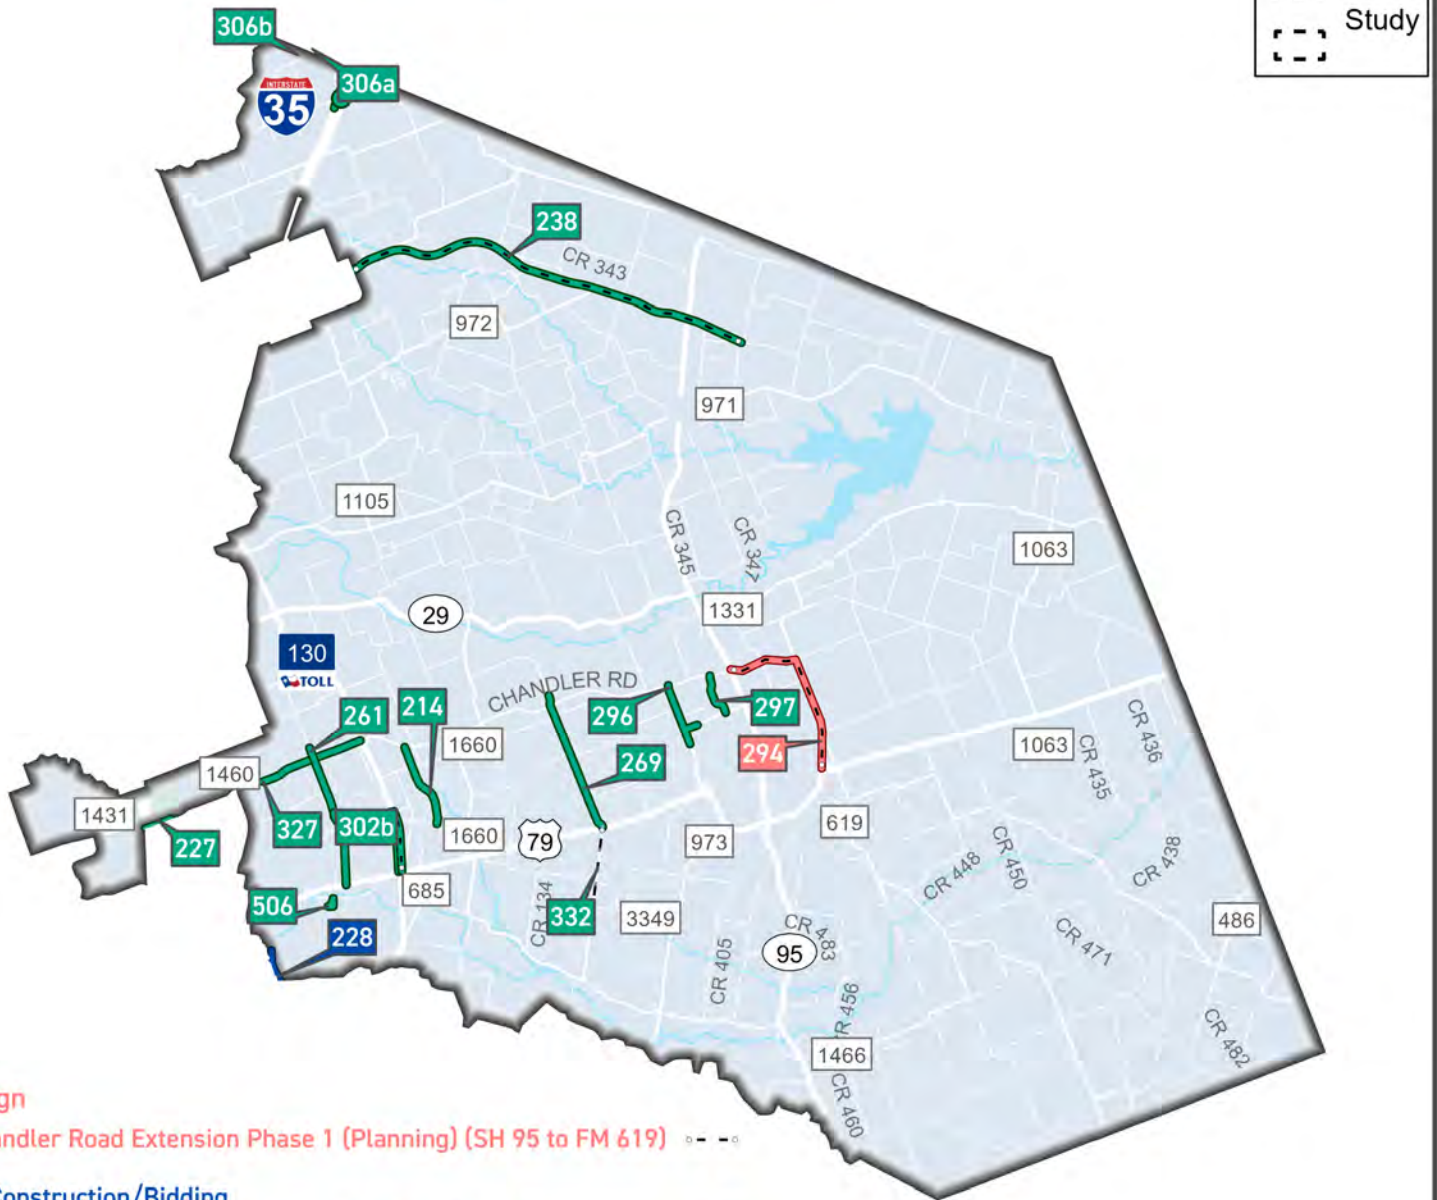 Study
306b
306a
INTERSTATE
35
238
CR 343
972
971
1105
CR 345
CR 347
1063
1331
29
130
TOLL
CHANDLER RD
261
214
296
297
1660
269
294
1063
CR 436
CR 435
1460
1431
327
302b
227
1660
79
973
619
CR 448
CR 450
CR 438
685
506
CR 134
332
3349
CR 483
486
228
95
CR 405
CR 471
CR 456
CR 482
1466
CR 460
gn
ndler Road Extension Phase 1 (Planning) (SH 95 to FM 619)
Construction/Bidding